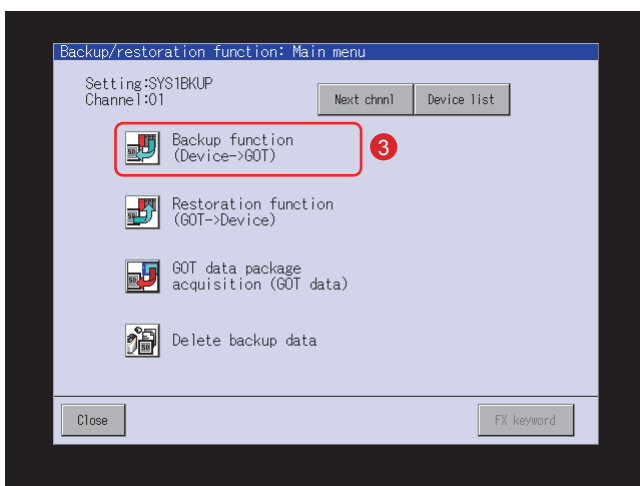 Backup/restoration function: Main menu
Setting:SYS1BKUP
Channel:01
Next chnnl
Device list
Backup function
(Device->GOT)
3
Restoration function
(GOT->Device)
GOT data package
acquisition (GOT data)
Delete backup data
Close
FX keyword